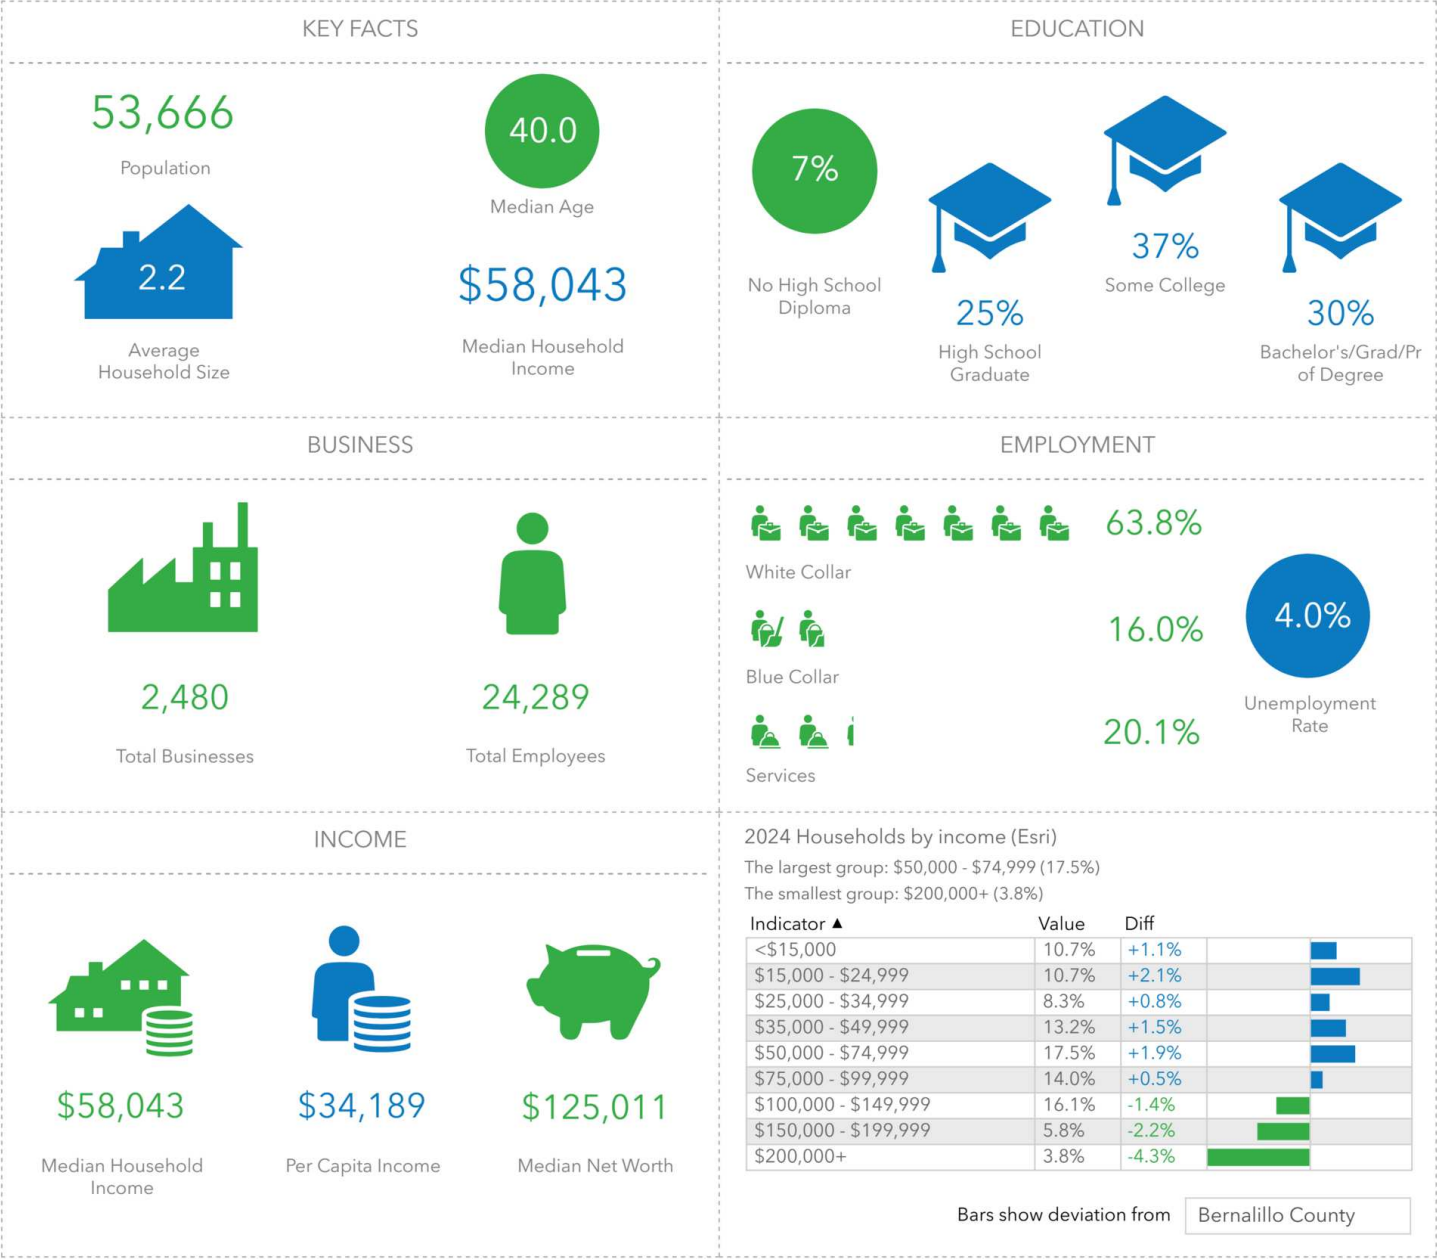 KEY FACTS
53,666
Population
40.0
Median Age
2.2
Average
Household Size
$58,043
Median Household
Income
EDUCATION
7%
No High School
Diploma
25%
High School
Graduate
37%
Some College
30%
Bachelor's/Grad/Pr
of Degree
BUSINESS
2,480
Total Businesses
24,289
Total Employees
EMPLOYMENT
63.8%
White Collar
16.0%
Blue Collar
20.1%
Services
4.0%
Unemployment
Rate
INCOME
$58,043
Median Household
Income
$34,189
Per Capita Income
$125,011
Median Net Worth
2024 Households by income (Esri)
The largest group: $50,000 - $74,999 (17.5%)
The smallest group: $200,000+ (3.8%)
Indicator ▲ Value Diff
<$15,000 10.7% +1.1%
$15,000 - $24,999 10.7% +2.1%
$25,000 - $34,999 8.3% +0.8%
$35,000 - $49,999 13.2% +1.5%
$50,000 - $74,999 17.5% +1.9%
$75,000 - $99,999 14.0% +0.5%
$100,000 - $149,999 16.1% -1.4%
$150,000 - $199,999 5.8% -2.2%
$200,000+ 3.8% -4.3%
Bars show deviation from Bernalillo County